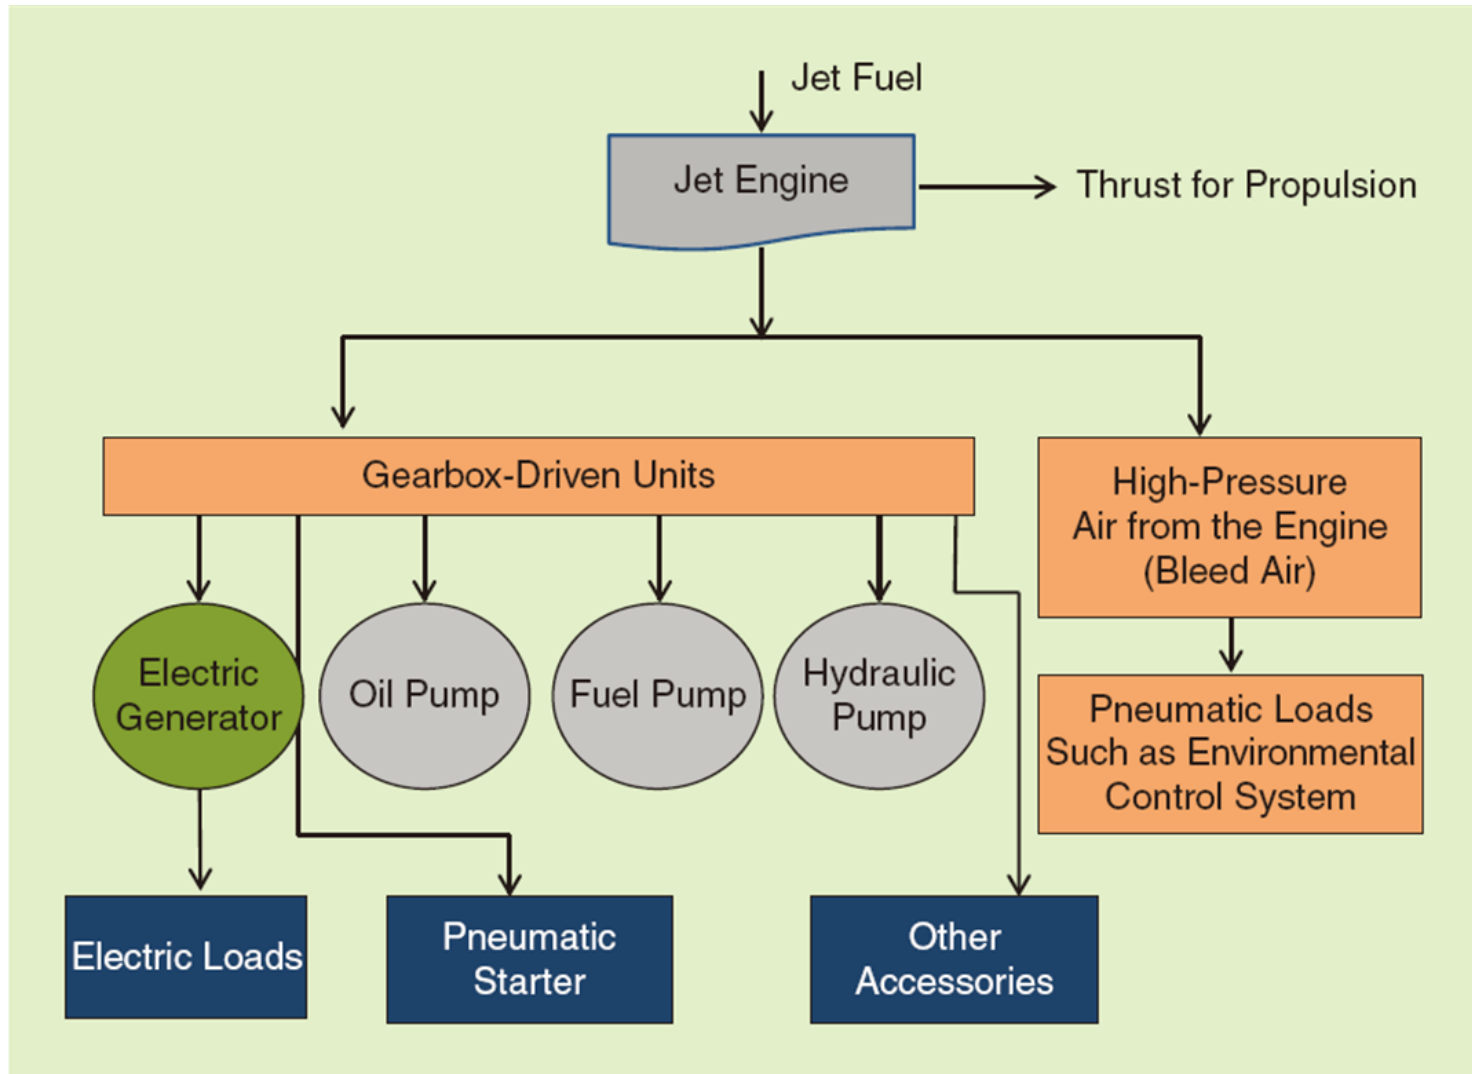 Jet Fuel
Jet Engine
Thrust for Propulsion
Gearbox-Driven Units
High-Pressure
Air from the Engine
(Bleed Air)
Electric
Generator
Oil Pump
Fuel Pump
Hydraulic
Pump
Pneumatic Loads
Such as Environmental
Control System
Electric Loads
Pneumatic
Starter
Other
Accessories